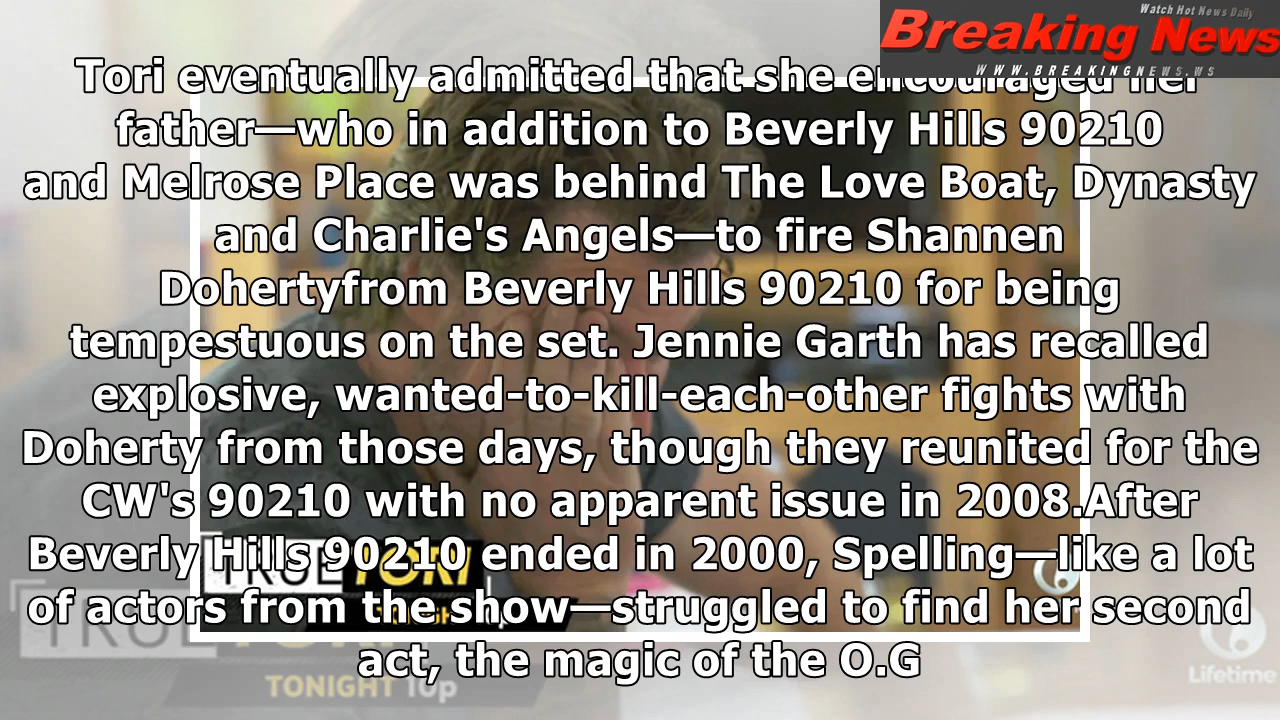 Watch Hot News Daily
Breaking News
WWW.BREAKINGNEWS.WS
Tori eventually admitted that she encouraged her
father—who in addition to Beverly Hills 90210
and Melrose Place was behind The Love Boat, Dynasty
and Charlie's Angels—to fire Shannen
Dohertyfrom Beverly Hills 90210 for being
tempestuous on the set. Jennie Garth has recalled
explosive, wanted-to-kill-each-other fights with
Doherty from those days, though they reunited for the
CW's 90210 with no apparent issue in 2008.After
Beverly Hills 90210 ended in 2000, Spelling—like a lot
of actors from the show—struggled to find her second
act, the magic of the O.G
TRUE TORI
TRUE TORI
TONIGHT 10p
Lifetime